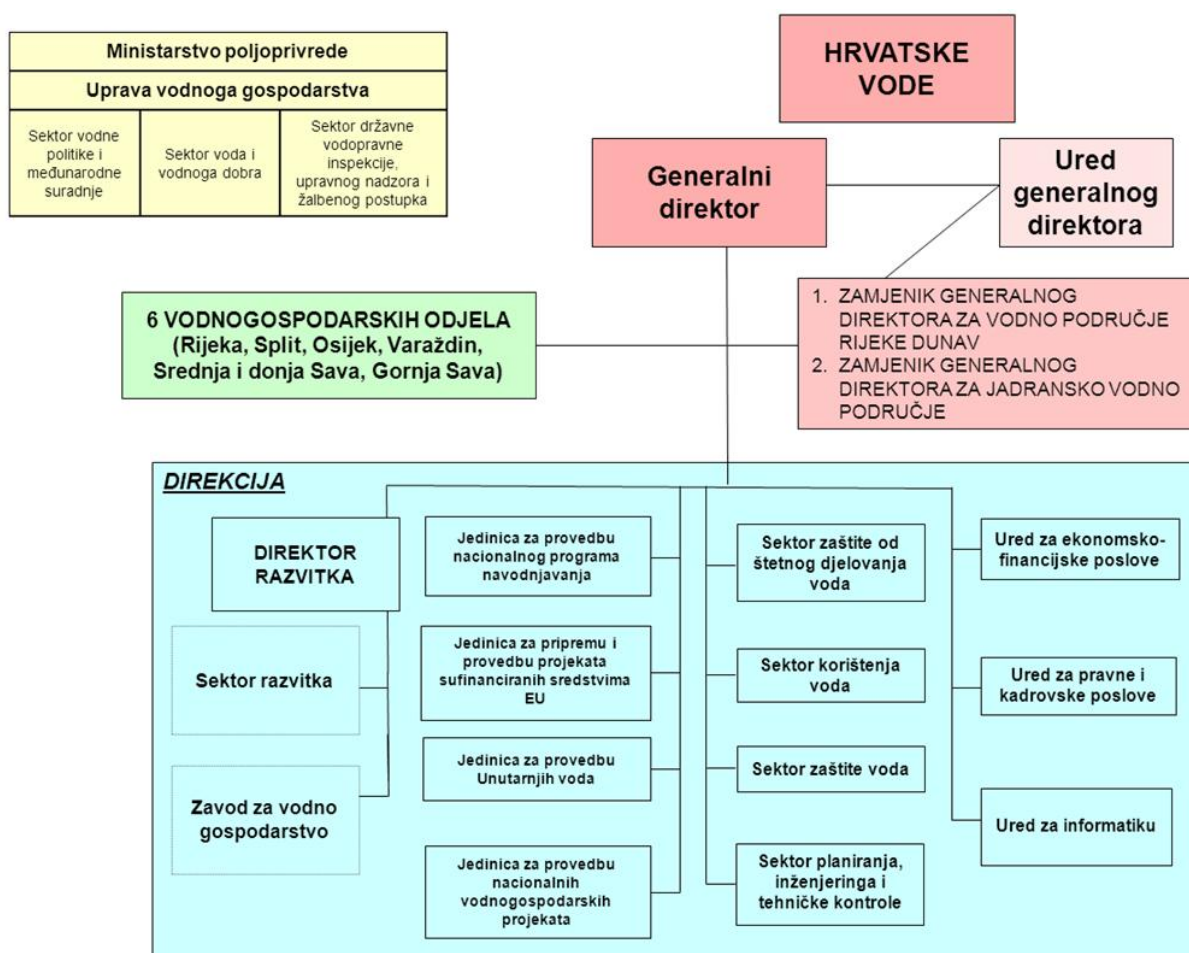 Ministarstvo poljoprivrede
Uprava vodnoga gospodarstva
Sektor vodne
politike i
međunarodne
suradnje
Sektor voda i
vodnoga dobra
Sektor državne
vodopravne
inspekcije,
upravnog nadzora i
žalbenog postupka
HRVATSKE
VODE
Generalni
direktor
Ured
generalnog
direktora
6 VODNOGOSPODARSKIH ODJELA
(Rijeka, Split, Osijek, Varaždin,
Srednja i donja Sava, Gornja Sava)
1. ZAMJENIK GENERALNOG
DIREKTORA ZA VODNO PODRUČJE
RIJEKE DUNAV
2. ZAMJENIK GENERALNOG
DIREKTORA ZA JADRANSKO VODNO
PODRUČJE
DIREKCIJA
DIREKTOR
RAZVITKA
Sektor razvitka
Zavod za vodno
gospodarstvo
Jedinica za provedbu
nacionalnog programa
navodnjavanja
Jedinica za pripremu i
provedbu projekata
sufinanciranih sredstvima
EU
Jedinica za provedbu
Unutarnjih voda
Jedinica za provedbu
nacionalnih
vodnogospodarskih
projekata
Sektor zaštite od
štetnog djelovanja
voda
Sektor korištenja
voda
Sektor zaštite voda
Sektor planiranja,
inženjeringa i
tehničke kontrole
Ured za ekonomsko-
financijske poslove
Ured za pravne i
kadrovske poslove
Ured za informatiku